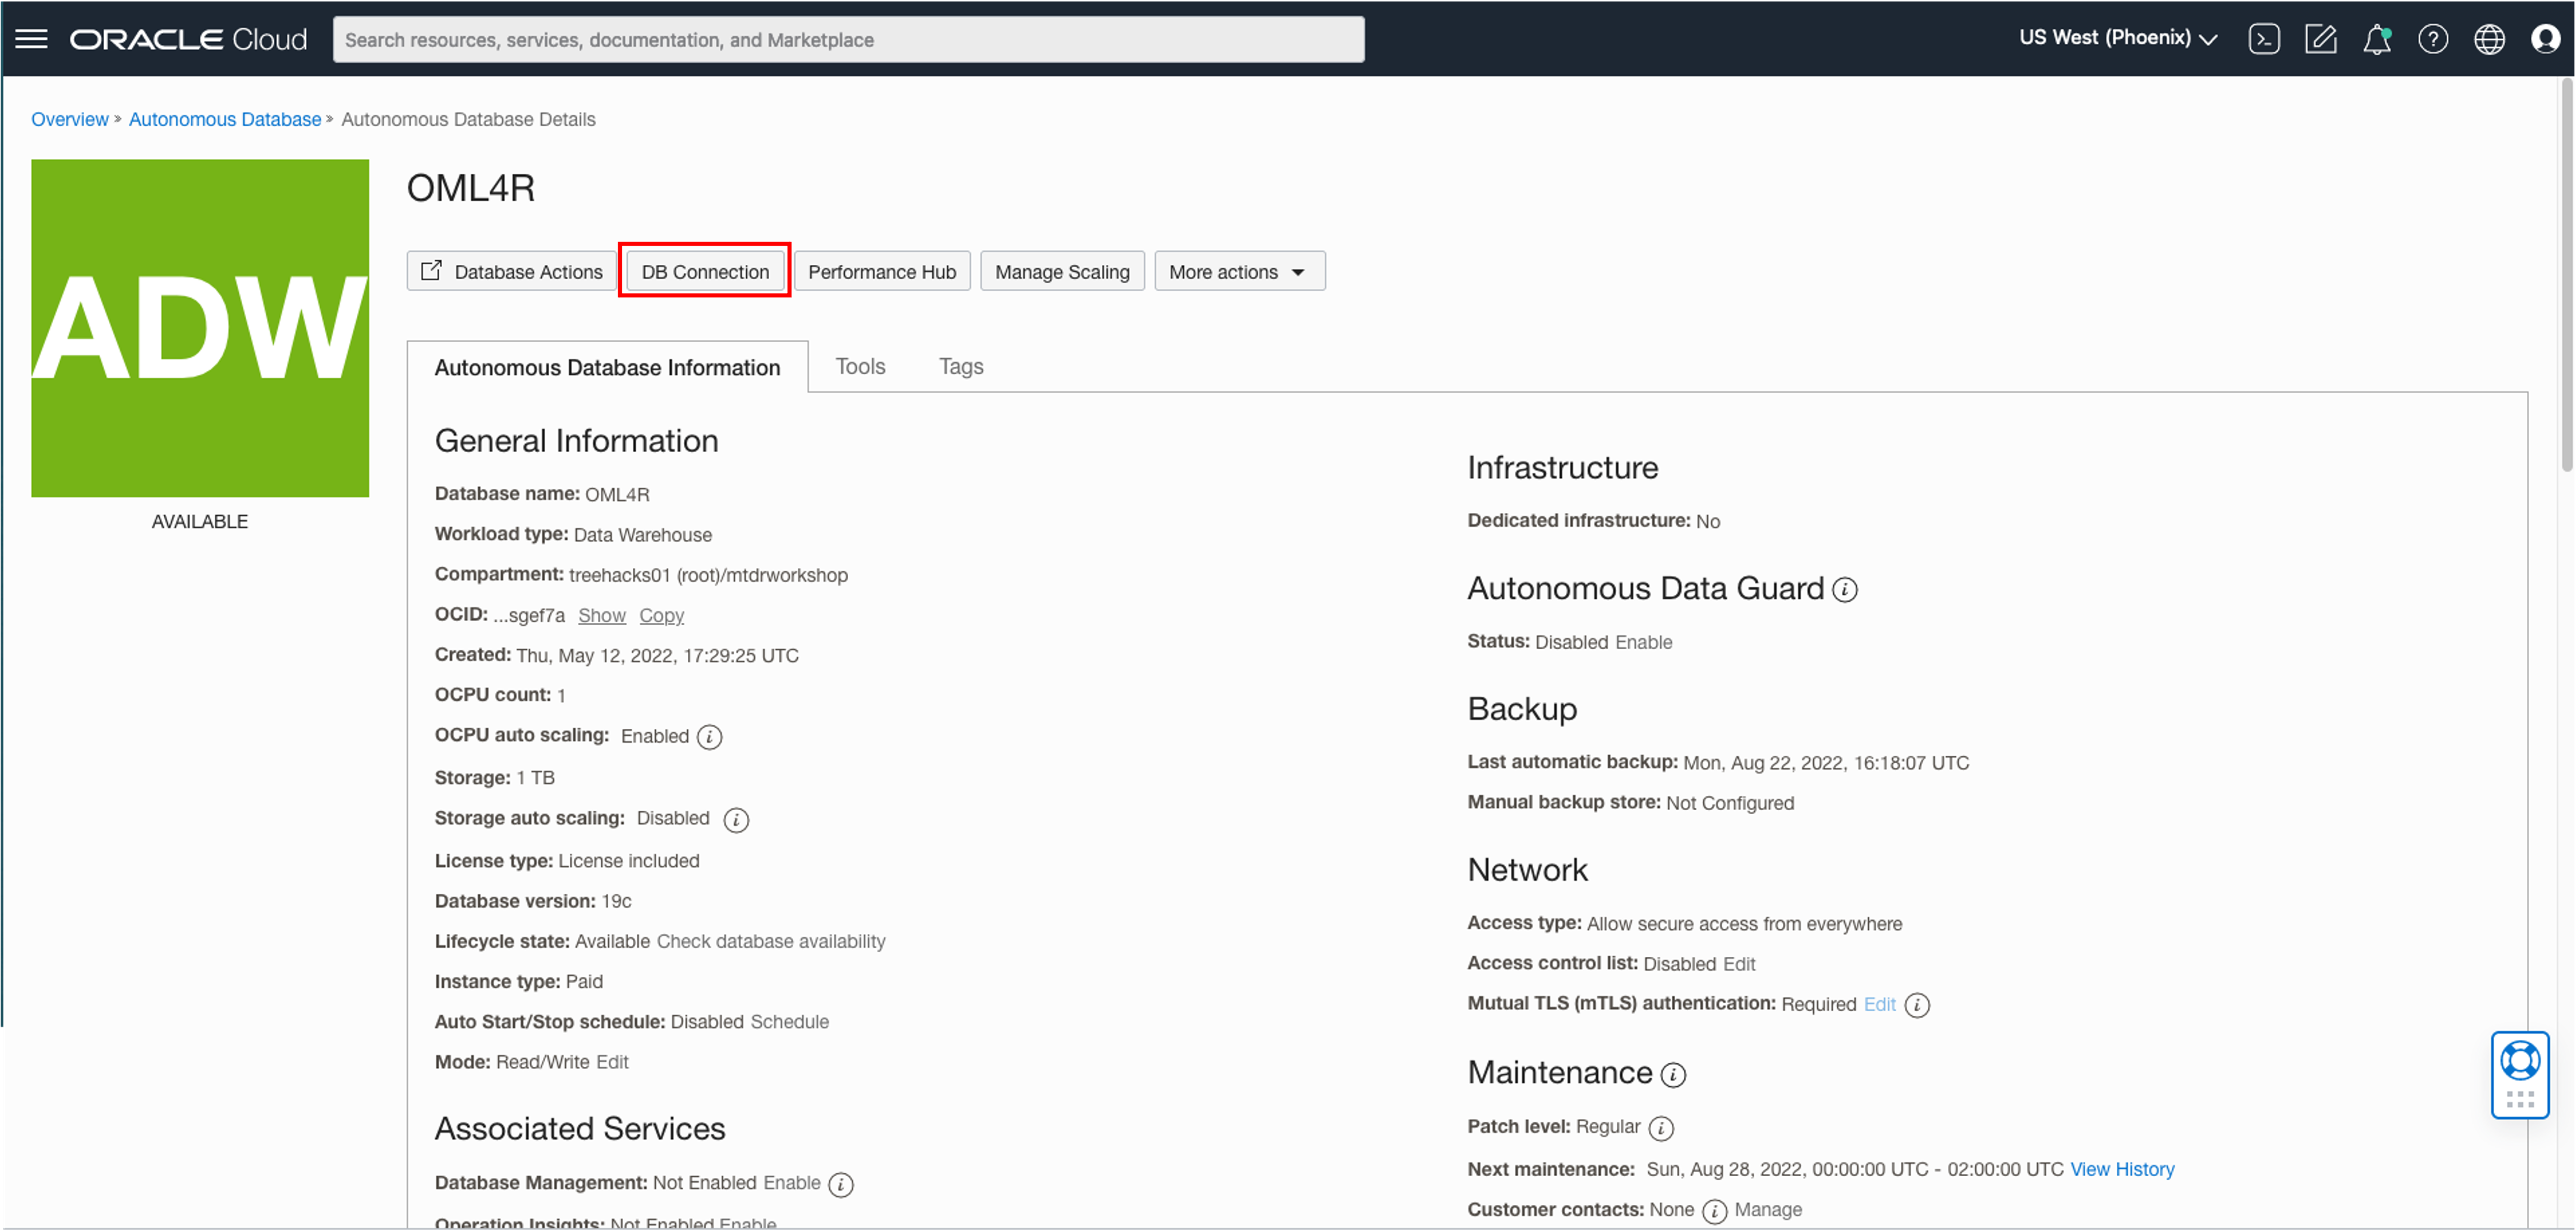 ORACLE Cloud
Search resources, services, documentation, and Marketplace
US West (Phoenix)
Overview » Autonomous Database » Autonomous Database Details
ADW
AVAILABLE
OML4R
Database Actions
DB Connection
Performance Hub
Manage Scaling
More actions
Autonomous Database Information
Tools
Tags
General Information
Database name: OML4R
Workload type: Data Warehouse
Compartment: treehacks01 (root)/mtdrworkshop
OCID: ...sgef7a Show Copy
Created: Thu, May 12, 2022, 17:29:25 UTC
OCPU count: 1
OCPU auto scaling: Enabled
Storage: 1 TB
Storage auto scaling: Disabled
License type: License included
Database version: 19c
Lifecycle state: Available Check database availability
Instance type: Paid
Auto Start/Stop schedule: Disabled Schedule
Mode: Read/Write Edit
Associated Services
Database Management: Not Enabled Enable
Operation Insights: Not Enabled Enable
Infrastructure
Dedicated infrastructure: No
Autonomous Data Guard
Status: Disabled Enable
Backup
Last automatic backup: Mon, Aug 22, 2022, 16:18:07 UTC
Manual backup store: Not Configured
Network
Access type: Allow secure access from everywhere
Access control list: Disabled Edit
Mutual TLS (mTLS) authentication: Required Edit
Maintenance
Patch level: Regular
Next maintenance: Sun, Aug 28, 2022, 00:00:00 UTC - 02:00:00 UTC View History
Customer contacts: None Manage